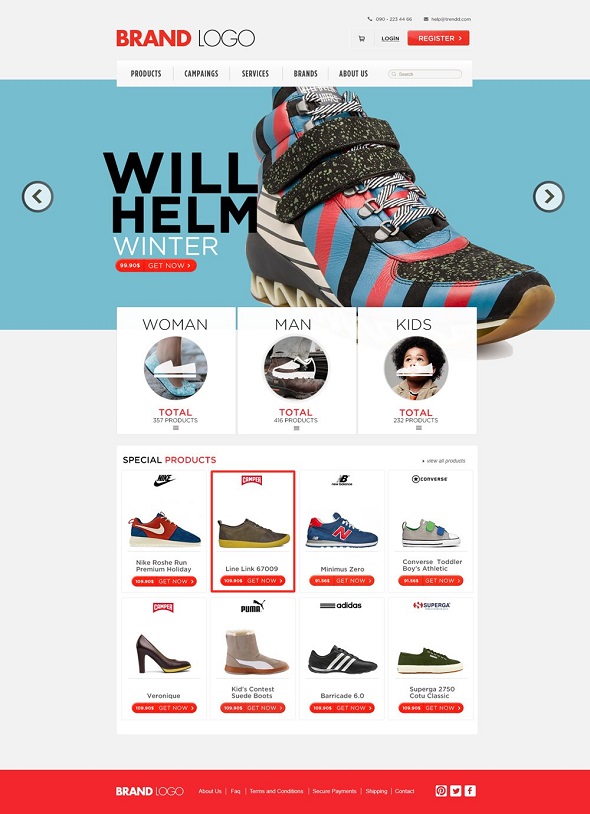 090 - 223 44 66 help@trendd.com
BRAND LOGO
LOGIN REGISTER
PRODUCTS CAMPAINGS SERVICES BRANDS ABOUT US Search
WILL
HELM
WINTER
99.90$ GET NOW
WOMAN MAN KIDS
TOTAL TOTAL TOTAL
357 PRODUCTS 416 PRODUCTS 232 PRODUCTS
SPECIAL PRODUCTS view all products
NIKE CAMPER NB new balance CONVERSE
Nike Roshe Run
Premium Holiday
Line Link 67009
Minimus Zero
Converse Toddler
Boy's Athletic
109.90$ GET NOW 109.90$ GET NOW 91.56$ GET NOW 91.56$ GET NOW
CAMPER PUMA adidas SUPERGA
Veronique
Kid's Contest
Suede Boots
Barricade 6.0
Superga 2750
Cotu Classic
109.90$ GET NOW 109.90$ GET NOW 109.90$ GET NOW 109.90$ GET NOW
BRAND LOGO About Us | Faq | Terms and Conditions | Secure Payments | Shipping | Contact